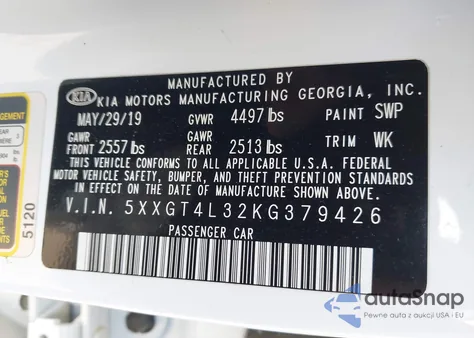 KIA
MANUFACTURED BY
KIA MOTORS MANUFACTURING GEORGIA, INC.
MAY/29/19 GVWR 4497 lbs PAINT SWP
GAWR GAWR
FRONT 2557 lbs REAR 2513 lbs TRIM WK
THIS VEHICLE CONFORMS TO ALL APPLICABLE U.S.A. FEDERAL
MOTOR VEHICLE SAFETY, BUMPER, AND THEFT PREVENTION STANDARDS
IN EFFECT ON THE DATE OF MANUFACTURE SHOWN ABOVE.
V.I.N. 5XXGT4L32KG379426
PASSENGER CAR
5120
autoSnap
Pewne auta z aukcji USA i EU